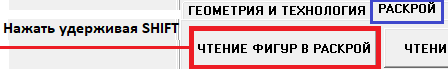 ГЕОМЕТРИЯ И ТЕХНОЛОГИЯ РАСКРОЙ
Нажать удерживая SHIFT
ЧТЕНИЕ ФИГУР В РАСКРОЙ ЧТЕНИ